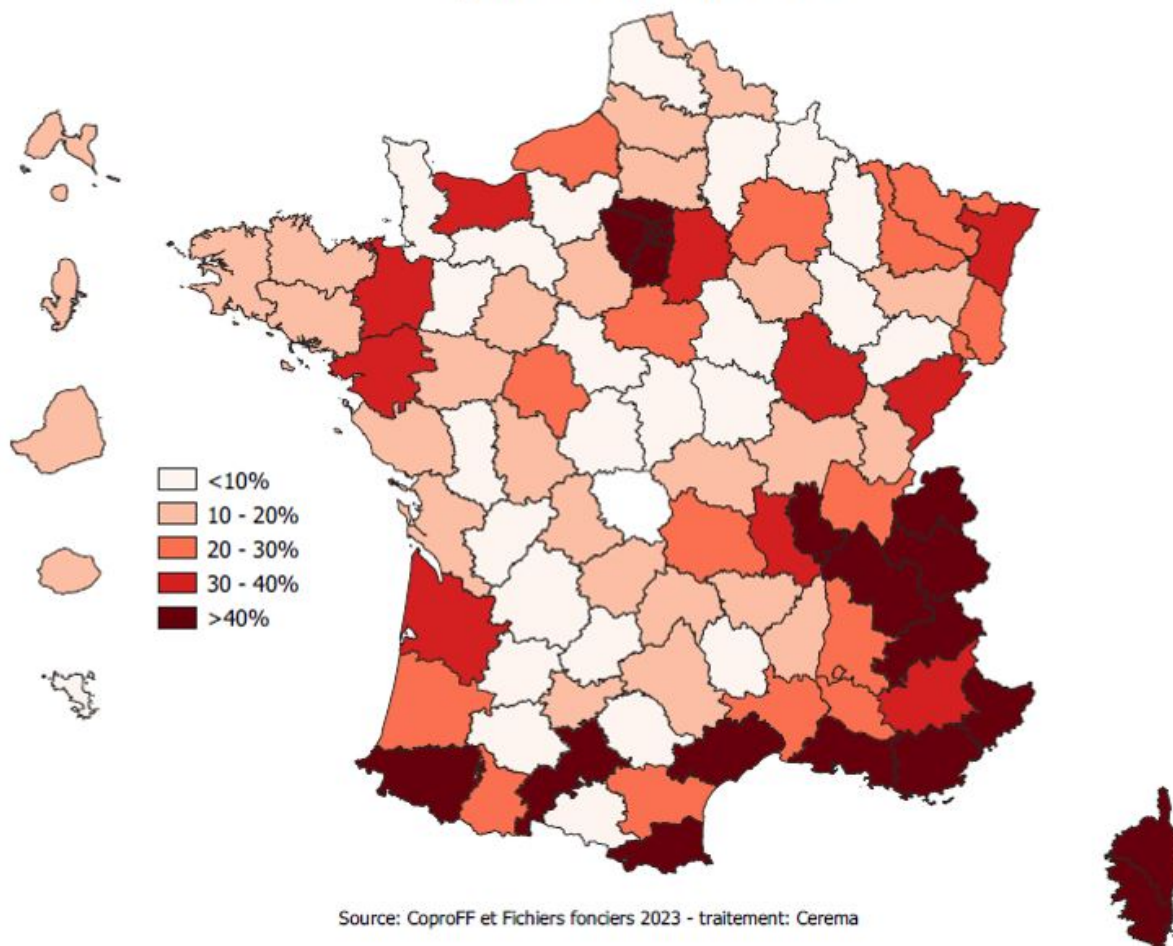 <10%
10 - 20%
20 - 30%
30 - 40%
>40%
Source: CoproFF et Fichiers fonciers 2023 - traitement: Cerema